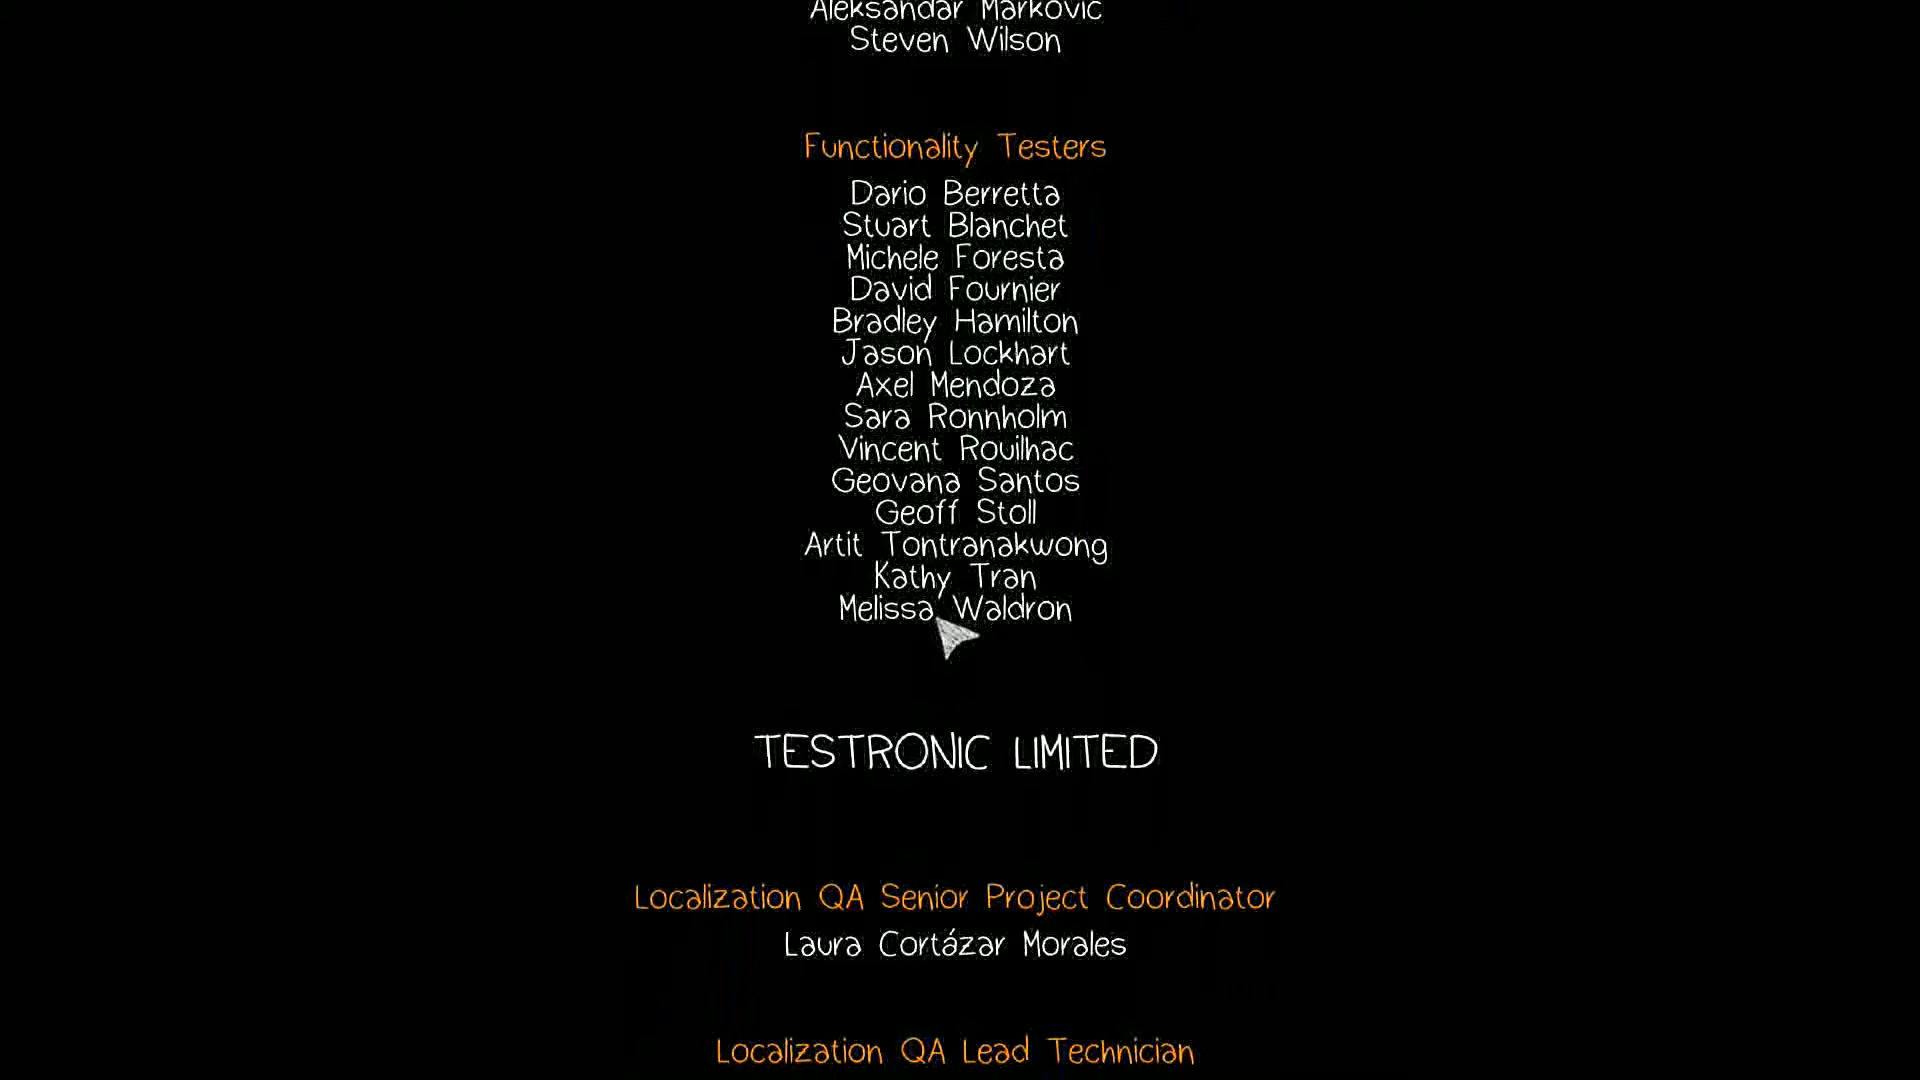 Aleksandar Markovic
Steven Wilson
Functionality Testers
Dario Berretta
Stuart Blanchet
Michele Foresta
David Fournier
Bradley Hamilton
Jason Lockhart
Axel Mendoza
Sara Ronnholm
Vincent Rouilhac
Geovana Santos
Geoff Stoll
Artit Tontranakwong
Kathy Tran
Melissa Waldron
TESTRONIC LIMITED
Localization QA Senior Project Coordinator
Laura Cortázar Morales
Localization QA Lead Technician